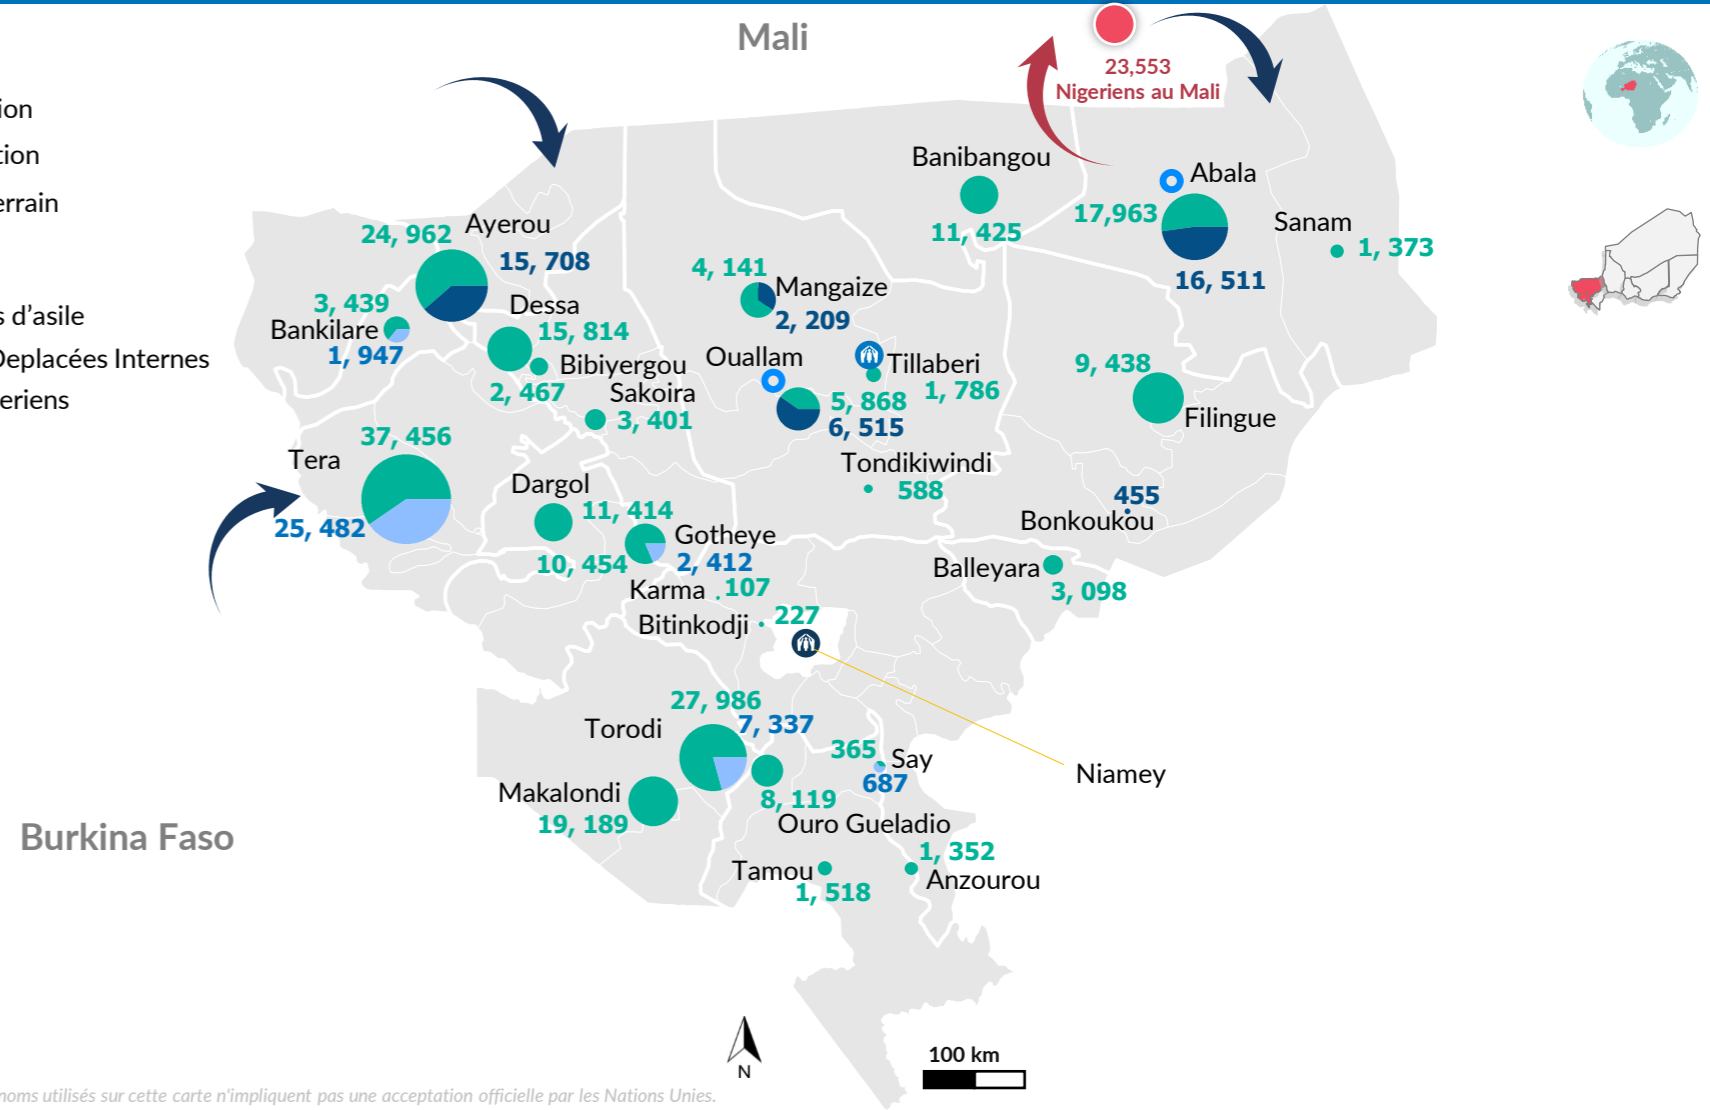 Mali
23,553
Nigeriens au Mali
ion
tion
errain
s d’asile
Deplacées Internes
eriens
Banibangou
11, 425
Abala
17,963
16, 511
Sanam
1, 373
Ayerou
24, 962
15, 708
4, 141
Mangaize
2, 209
3, 439
Bankilare
1, 947
Dessa
15, 814
Bibiyergou
2, 467
Sakoira
3, 401
Ouallam
5, 868
6, 515
Tillaberi
1, 786
9, 438
Filingue
37, 456
Tera
25, 482
Tondikiwindi
588
455
Bonkoukou
Dargol
11, 414
10, 454
Gotheye
2, 412
Karma
107
Bitinkodji
227
Balleyara
3, 098
27, 986
Torodi
7, 337
365
Say
687
Niamey
Makalondi
19, 189
8, 119
Ouro Gueladio
Burkina Faso
Tamou
1, 518
1, 352
Anzourou
N
100 km
noms utilisés sur cette carte n'impliquent pas une acceptation officielle par les Nations Unies.